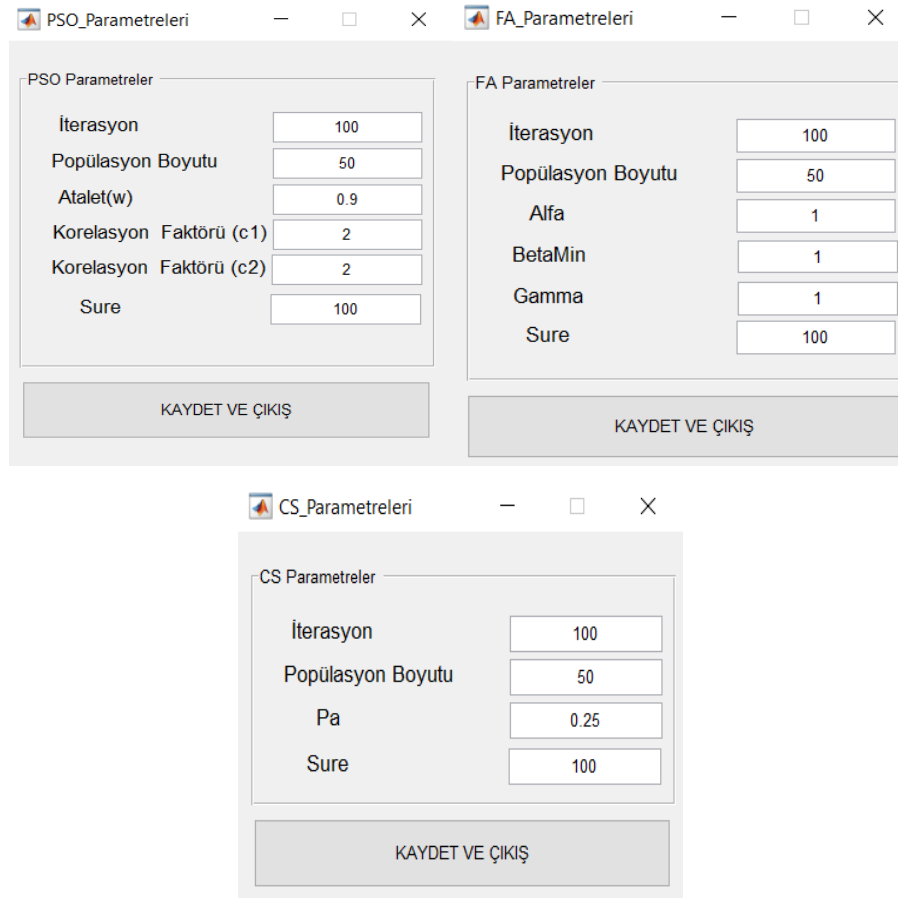 PSO_Parametreleri
PSO Parametreler
İterasyon 100
Popülasyon Boyutu 50
Atalet(w) 0.9
Korelasyon Faktörü (c1) 2
Korelasyon Faktörü (c2) 2
Sure 100
KAYDET VE ÇIKIŞ
FA_Parametreleri
FA Parametreler
İterasyon 100
Popülasyon Boyutu 50
Alfa 1
BetaMin 1
Gamma 1
Sure 100
KAYDET VE ÇIKIŞ
CS_Parametreleri
CS Parametreler
İterasyon 100
Popülasyon Boyutu 50
Pa 0.25
Sure 100
KAYDET VE ÇIKIŞ